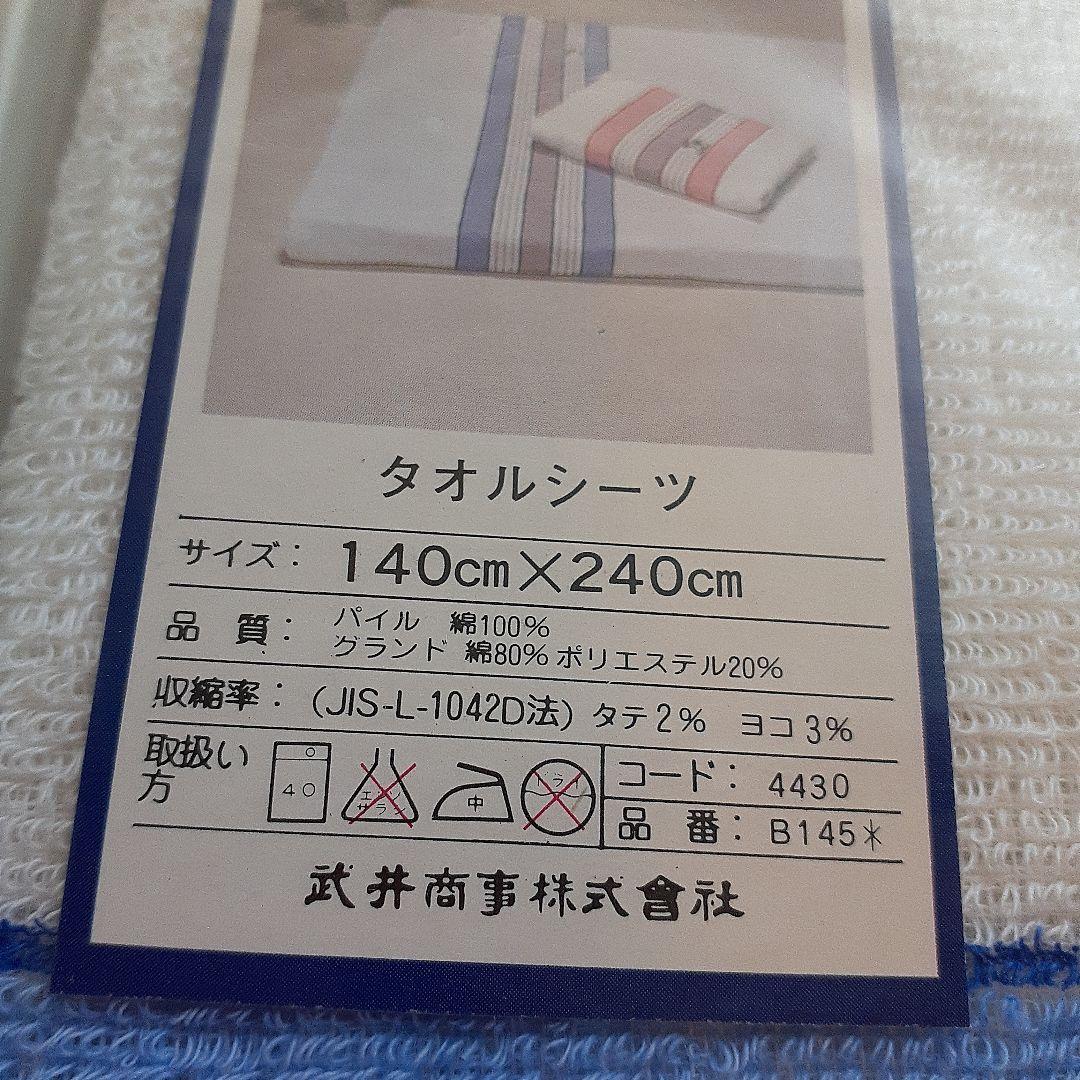 タオルシーツ
サイズ： 140cm×240cm
品 質： パイル 綿100%
グランド 綿80% ポリエステル20%
収縮率： (JIS-L-1042D法) タテ2% ヨコ3%
取扱い方
40
エンソサラシ
中
ドライ
コード： 4430
品 番： B145＊
武井商事株式會社